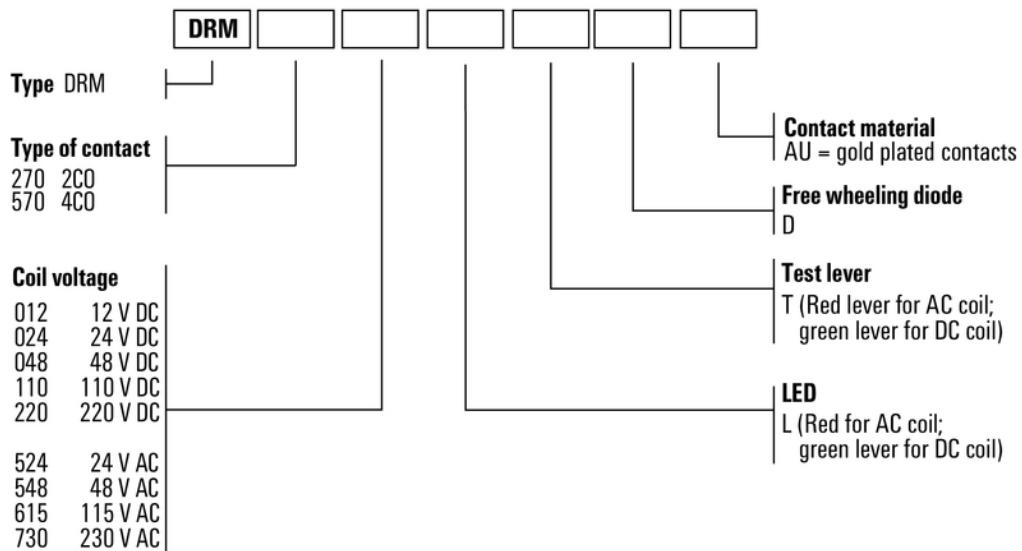 DRM
Type DRM
Type of contact
270 2CO
570 4CO
Coil voltage
012 12 V DC
024 24 V DC
048 48 V DC
110 110 V DC
220 220 V DC
524 24 V AC
548 48 V AC
615 115 V AC
730 230 V AC
Contact material
AU = gold plated contacts
Free wheeling diode
D
Test lever
T (Red lever for AC coil;
green lever for DC coil)
LED
L (Red for AC coil;
green lever for DC coil)